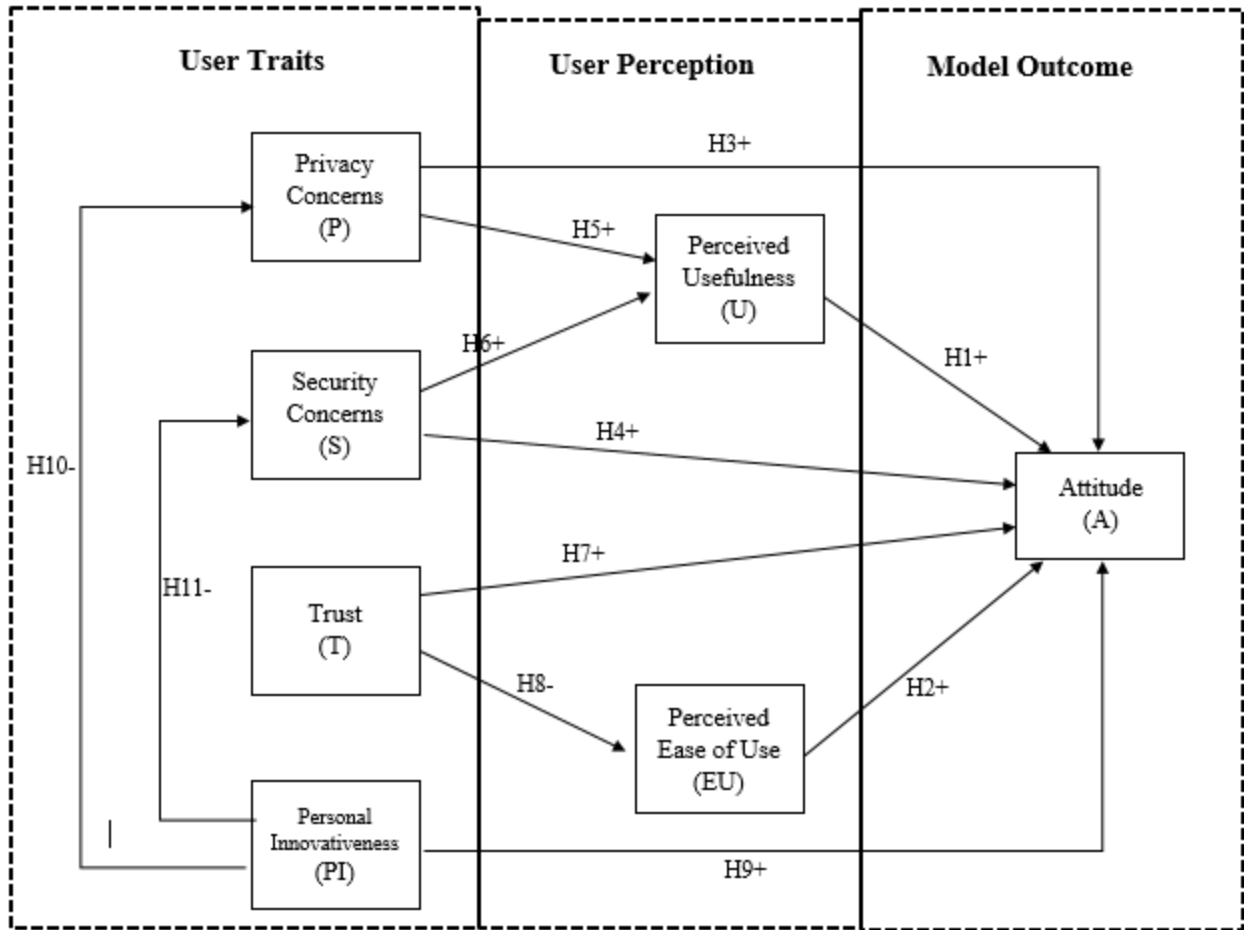 User Traits
User Perception
Model Outcome
Privacy
Concerns
(P)
H3+
H5+
Perceived
Usefulness
(U)
H6+
H1+
Security
Concerns
(S)
H4+
H10-
Attitude
(A)
H7+
H11-
Trust
(T)
H8-
H2+
Perceived
Ease of Use
(EU)
Personal
Innovativeness
(PI)
H9+